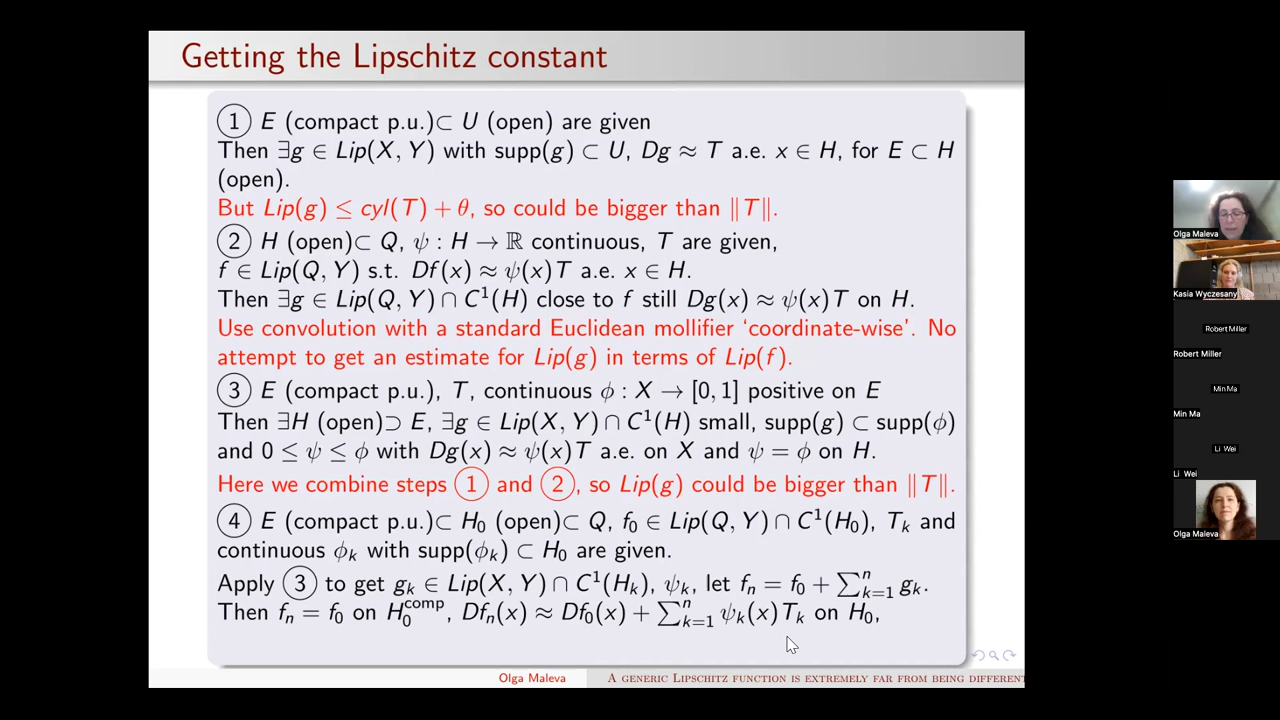 Getting the Lipschitz constant
① E (compact p.u.)⊂ U (open) are given
Then ∃g ∈ Lip(X, Y) with supp(g) ⊂ U, Dg ≈ T a.e. x ∈ H, for E ⊂ H
(open).
But Lip(g) ≤ cyl(T) + θ, so could be bigger than ‖T‖.
② H (open)⊂ Q, ψ : H → ℝ continuous, T are given,
f ∈ Lip(Q, Y) s.t. Df(x) ≈ ψ(x)T a.e. x ∈ H.
Then ∃g ∈ Lip(Q, Y) ∩ C¹(H) close to f still Dg(x) ≈ ψ(x)T on H.
Use convolution with a standard Euclidean mollifier ‘coordinate-wise’. No
attempt to get an estimate for Lip(g) in terms of Lip(f).
③ E (compact p.u.), T, continuous ϕ : X → [0, 1] positive on E
Then ∃H (open)⊃ E, ∃g ∈ Lip(X, Y) ∩ C¹(H) small, supp(g) ⊂ supp(ϕ)
and 0 ≤ ψ ≤ ϕ with Dg(x) ≈ ψ(x)T a.e. on X and ψ = ϕ on H.
Here we combine steps ① and ②, so Lip(g) could be bigger than ‖T‖.
④ E (compact p.u.)⊂ H₀ (open)⊂ Q, f₀ ∈ Lip(Q, Y) ∩ C¹(H₀), Tₖ and
continuous ϕₖ with supp(ϕₖ) ⊂ H₀ are given.
Apply ③ to get gₖ ∈ Lip(X, Y) ∩ C¹(Hₖ), ψₖ, let fₙ = f₀ + ∑ⁿₖ₌₁ gₖ.
Then fₙ = f₀ on H₀^comp, Dfₙ(x) ≈ Df₀(x) + ∑ⁿₖ₌₁ ψₖ(x)Tₖ on H₀,
Olga Maleva
A GENERIC LIPSCHITZ FUNCTION IS EXTREMELY FAR FROM BEING DIFFEREN
Olga Maleva
Kasia Wyczesany
Robert Miller
Robert Miller
Min Ma
Min Ma
Li Wei
Li Wei
Olga Maleva